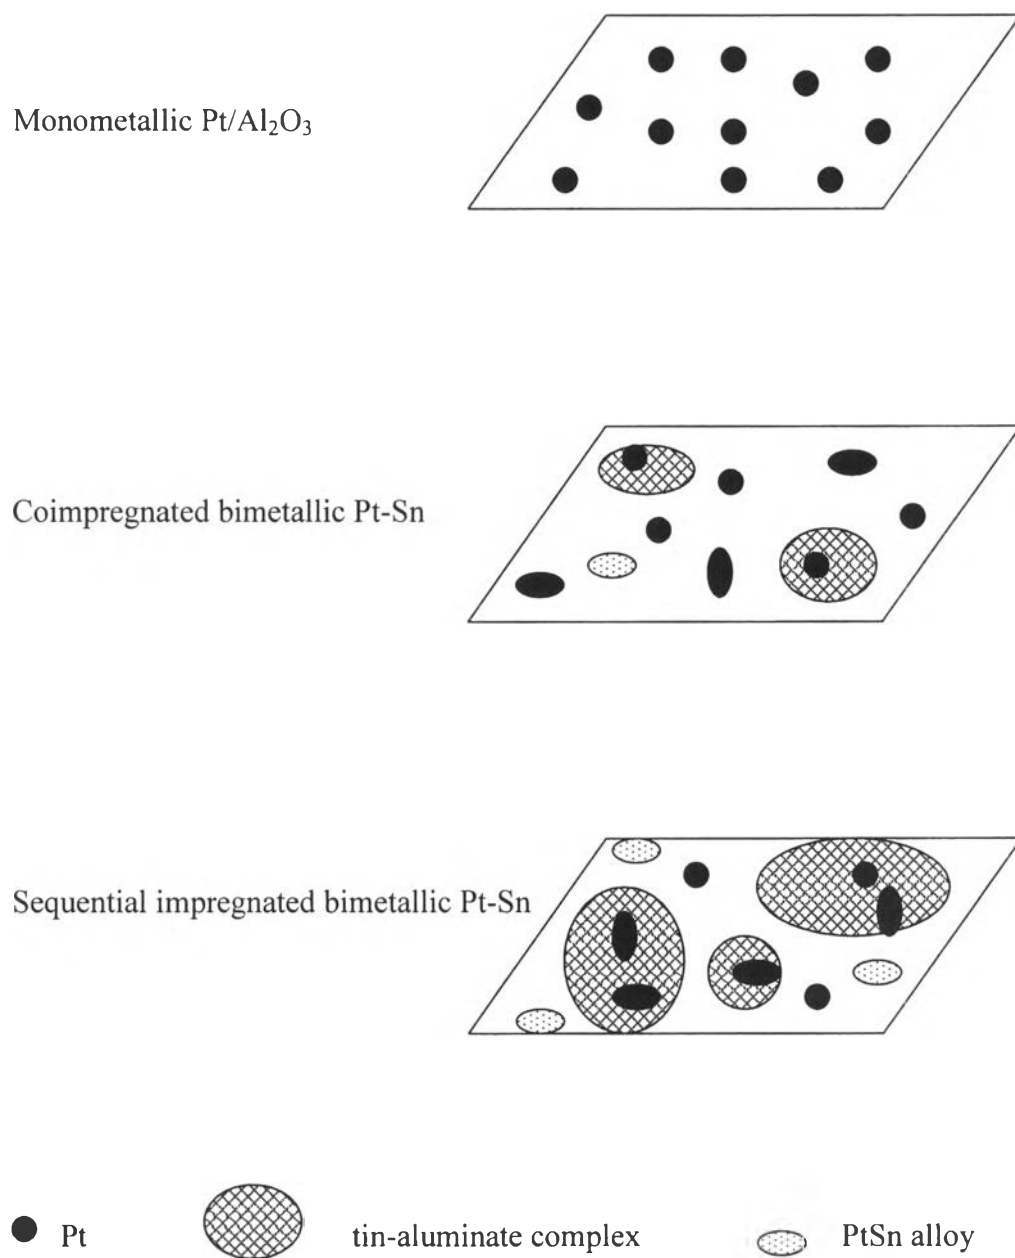 Monometallic Pt/Al₂O₃
Coimpregnated bimetallic Pt-Sn
Sequential impregnated bimetallic Pt-Sn
Pt tin-aluminate complex PtSn alloy